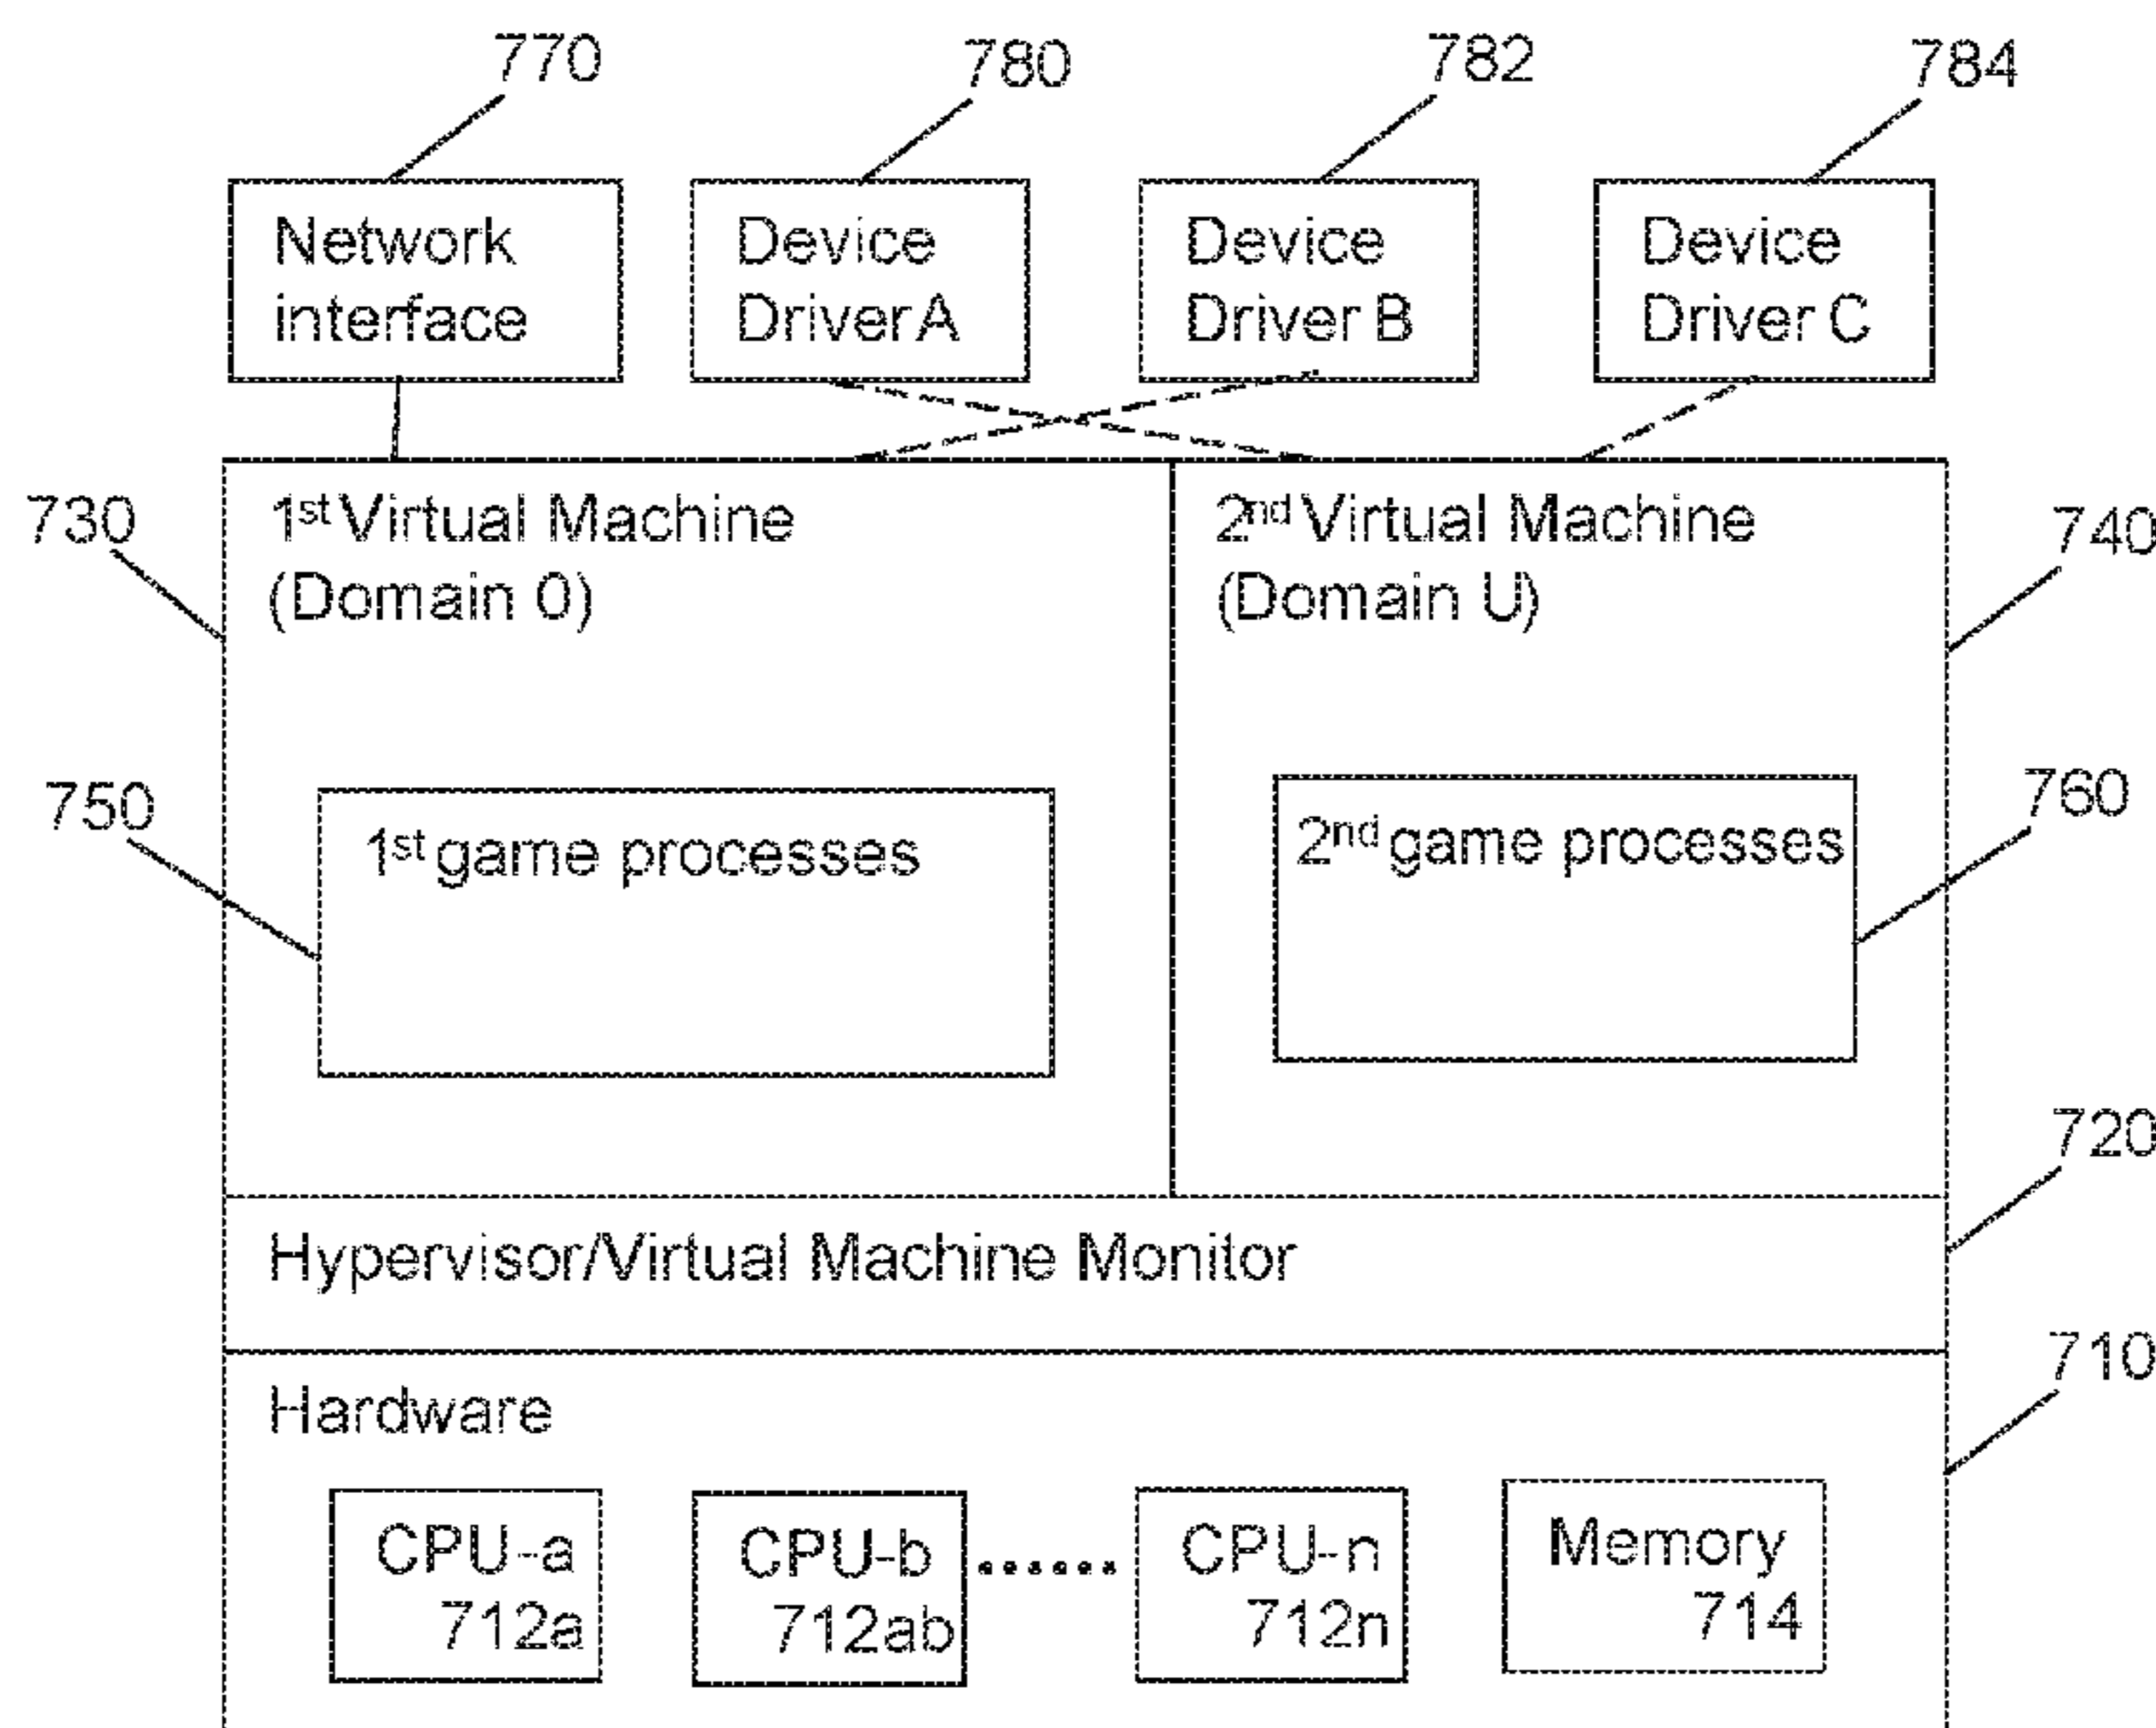 770
780
782
784
Network
interface
Device
Driver A
Device
Driver B
Device
Driver C
730
1st Virtual Machine
(Domain 0)
2nd Virtual Machine
(Domain U)
740
750
1st game processes
2nd game processes
760
720
Hypervisor/Virtual Machine Monitor
710
Hardware
CPU-a
712a
CPU-b
712ab
......
CPU-n
712n
Memory
714